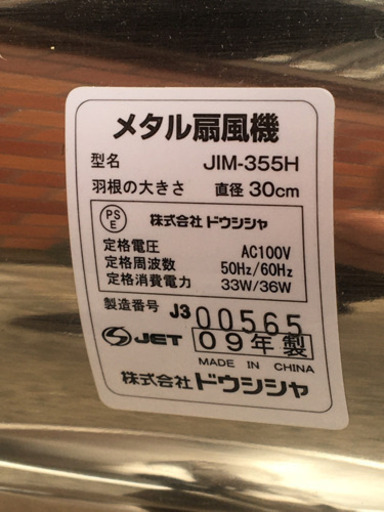 メタル扇風機
型名 JIM-355H
羽根の大きさ 直径 30cm
PS
E
株式会社 ドウシシャ
定格電圧 AC100V
定格周波数 50Hz/60Hz
定格消費電力 33W/36W
製造番号 J3 00565
JET 09年製
MADE IN CHINA
株式会社 ドウシシャ